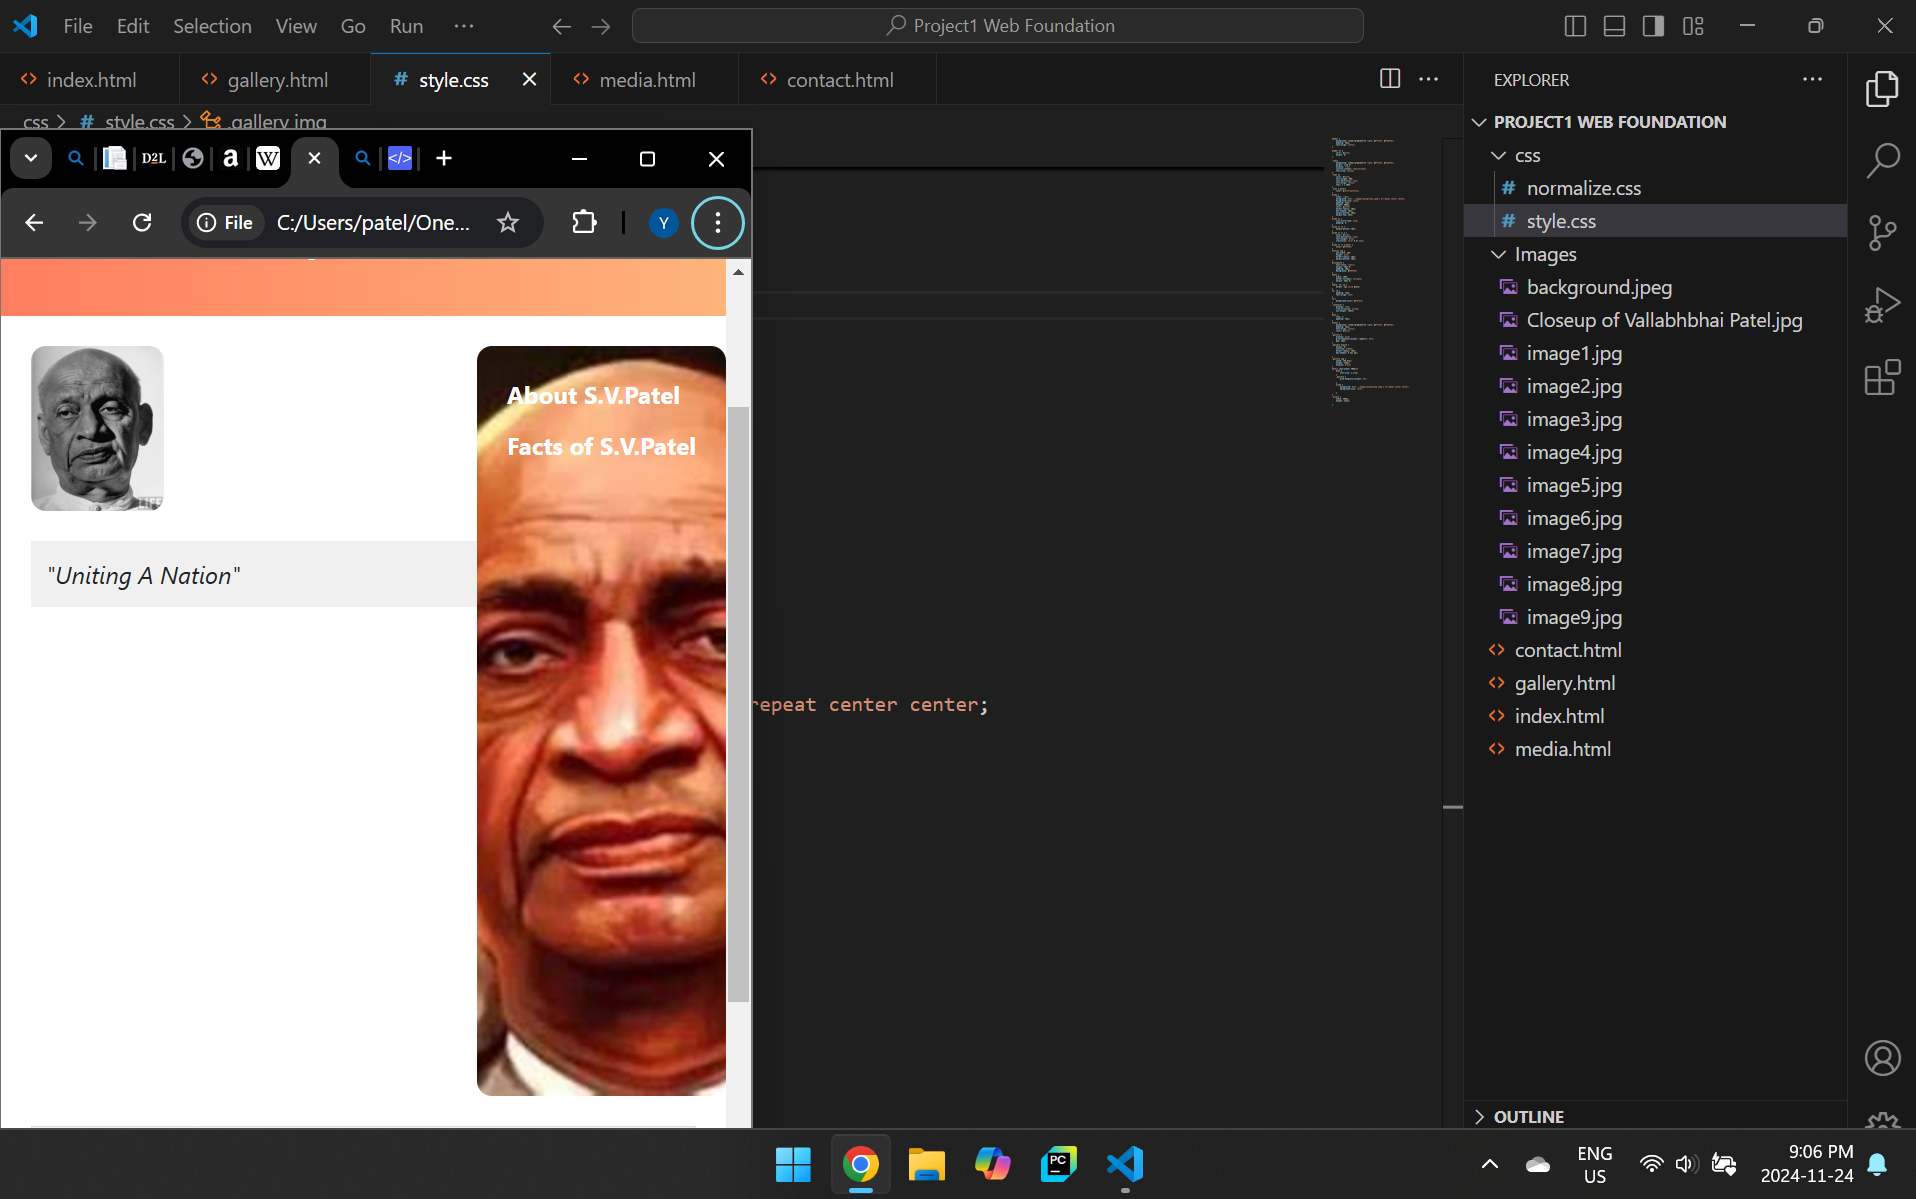 File Edit Selection View Go Run ...
Project1 Web Foundation
index.html
gallery.html
style.css
media.html
contact.html
css > style.css > .gallery img
D2L
File
C:/Users/patel/One...
Y
LIFE
"Uniting A Nation"
About S.V.Patel
Facts of S.V.Patel
repeat center center;
EXPLORER
PROJECT1 WEB FOUNDATION
css
normalize.css
style.css
Images
background.jpeg
Closeup of Vallabhbhai Patel.jpg
image1.jpg
image2.jpg
image3.jpg
image4.jpg
image5.jpg
image6.jpg
image7.jpg
image8.jpg
image9.jpg
contact.html
gallery.html
index.html
media.html
OUTLINE
PC
ENG
US
9:06 PM
2024-11-24